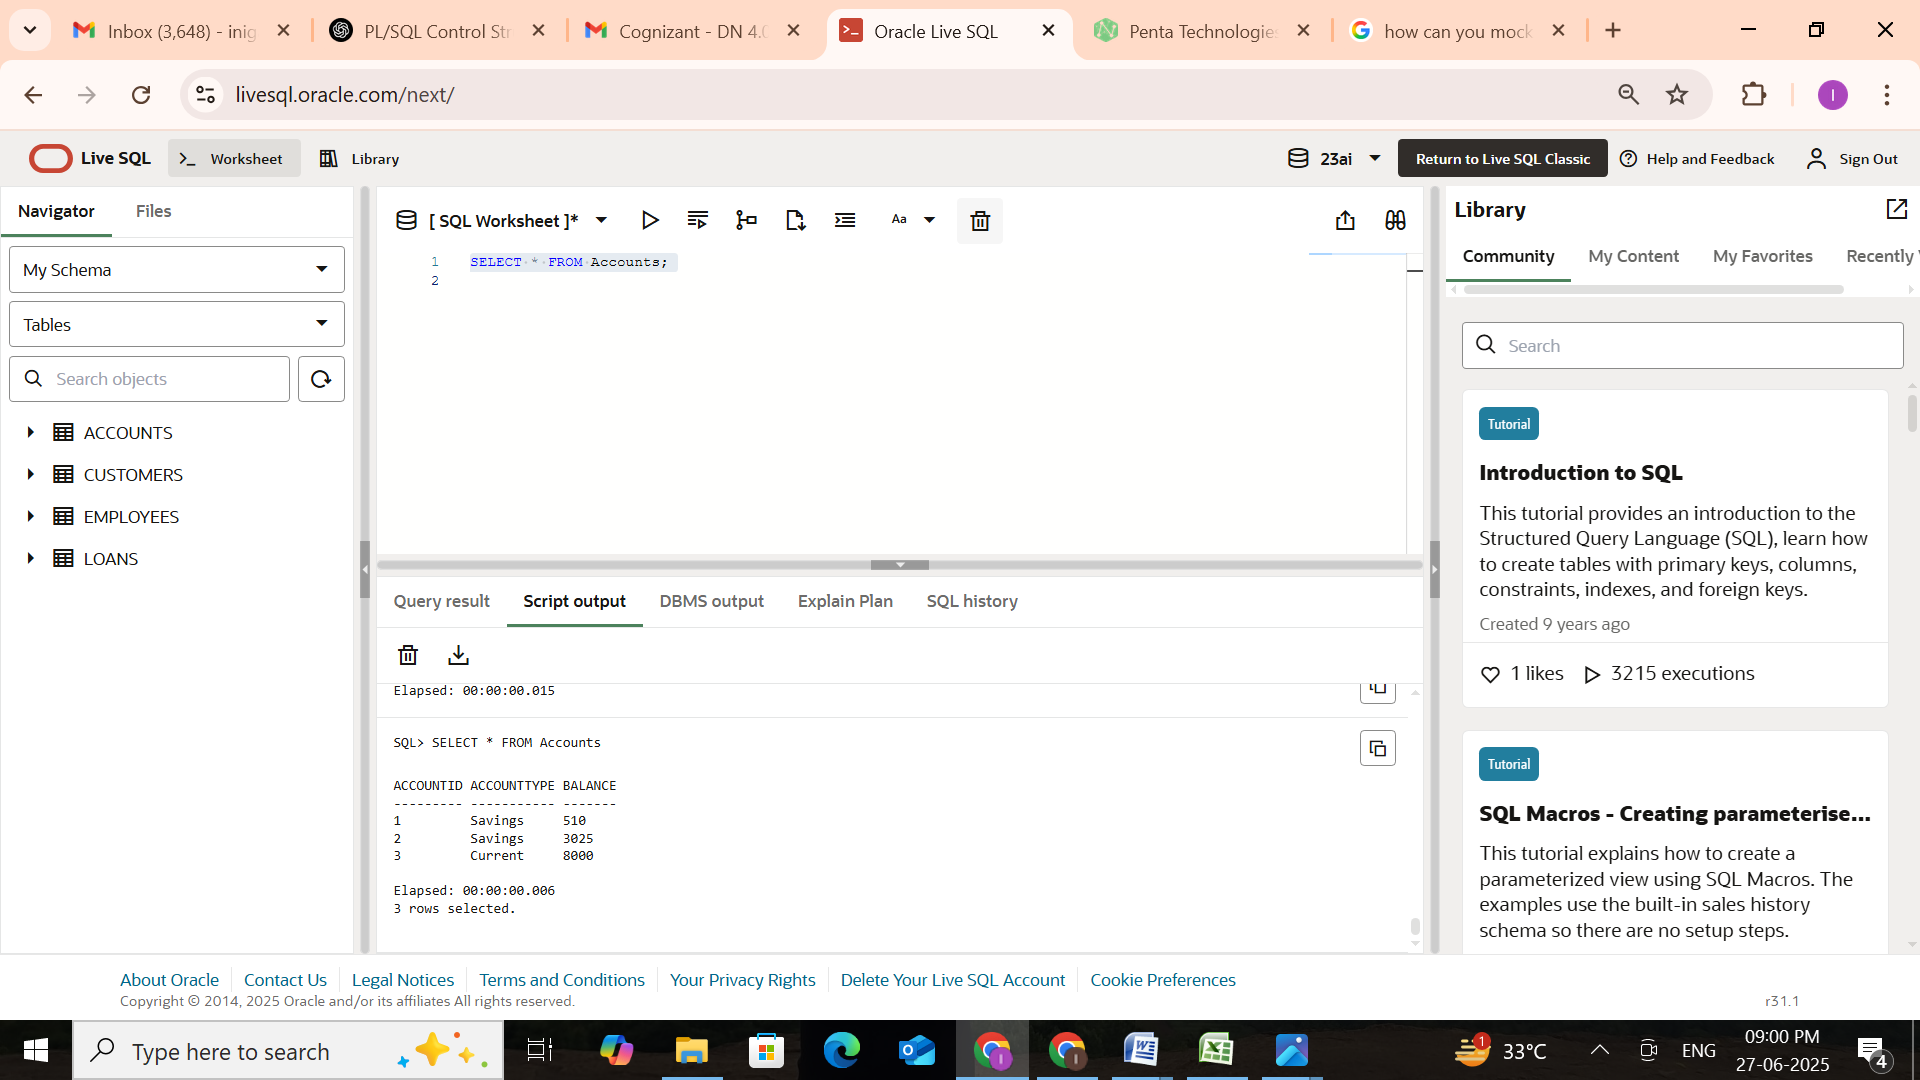 Inbox (3,648) - inig
PL/SQL Control Str
Cognizant - DN 4.0
Oracle Live SQL
Penta Technologies
how can you mock
livesql.oracle.com/next/
Live SQL
>_ Worksheet
Library
23ai
Return to Live SQL Classic
Help and Feedback
Sign Out
Navigator
Files
My Schema
Tables
Search objects
ACCOUNTS
CUSTOMERS
EMPLOYEES
LOANS
[ SQL Worksheet ]*
Aa
1 SELECT * FROM Accounts;
2
Query result
Script output
DBMS output
Explain Plan
SQL history
Elapsed: 00:00:00.015
SQL> SELECT * FROM Accounts
ACCOUNTID ACCOUNTTYPE BALANCE
--------- ----------- -------
1 Savings 510
2 Savings 3025
3 Current 8000
Elapsed: 00:00:00.006
3 rows selected.
Library
Community
My Content
My Favorites
Recently
Search
Tutorial
Introduction to SQL
This tutorial provides an introduction to the
Structured Query Language (SQL), learn how
to create tables with primary keys, columns,
constraints, indexes, and foreign keys.
Created 9 years ago
1 likes
3215 executions
Tutorial
SQL Macros - Creating parameterise...
This tutorial explains how to create a
parameterized view using SQL Macros. The
examples use the built-in sales history
schema so there are no setup steps.
About Oracle
Contact Us
Legal Notices
Terms and Conditions
Your Privacy Rights
Delete Your Live SQL Account
Cookie Preferences
Copyright © 2014, 2025 Oracle and/or its affiliates All rights reserved.
r31.1
Type here to search
1
33°C
ENG
09:00 PM
27-06-2025
4
I